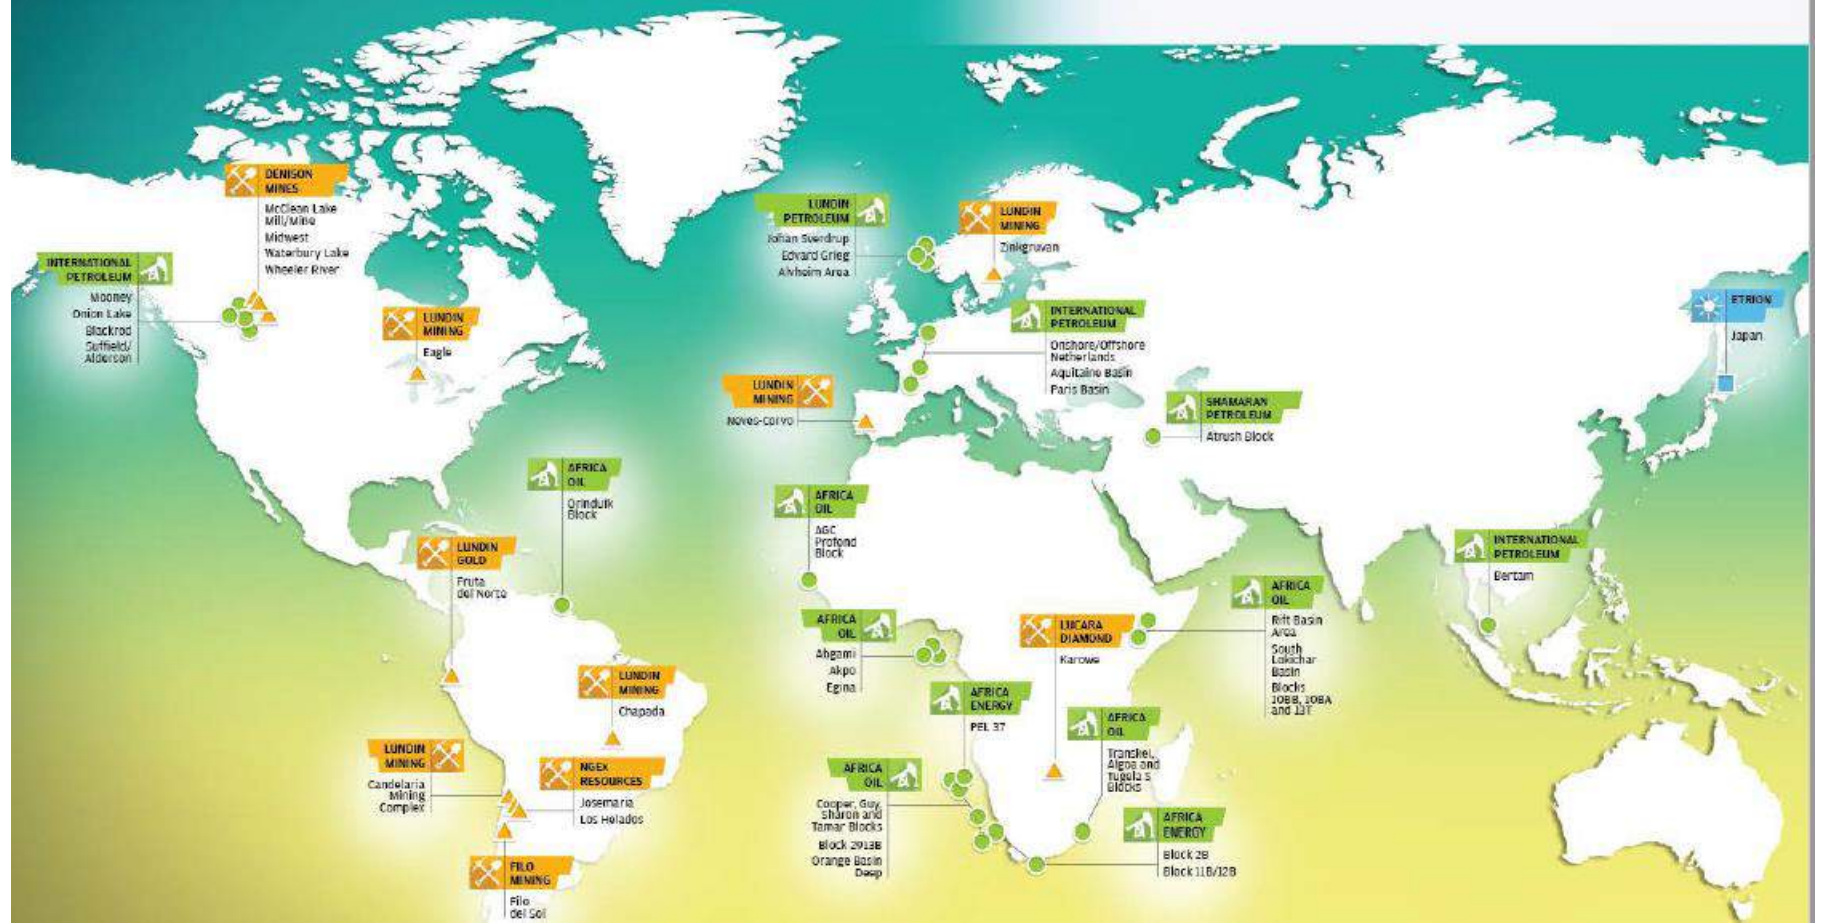 DENISON
MINES
McClean Lake
Mill/Mine
Midwest
Waterbury Lake
Wheeler River
INTERNATIONAL
PETROLEUM
Mooney
Onion Lake
Blackrod
Suffield/
Alderson
LUNDIN
MINING
Eagle
LUNDIN
PETROLEUM
Johan Sverdrup
Edvard Grieg
Alvheim Area
LUNDIN
MINING
Zinkgruvan
INTERNATIONAL
PETROLEUM
Onshore/Offshore
Netherlands
Aquitaine Basin
Paris Basin
ETRION
Japan
LUNDIN
MINING
Neves-Corvo
SHAMARAN
PETROLEUM
Atrush Block
AFRICA
OIL
Orinduik
Block
AFRICA
OIL
AGC
Profond
Block
LUNDIN
GOLD
Fruta
del Norte
INTERNATIONAL
PETROLEUM
Bertam
AFRICA
OIL
Rift Basin
Area
South
Lokichar
Basin
Blocks
10BB, 10BA
and 13T
AFRICA
OIL
Abgami
Akpo
Egina
LUCARA
DIAMOND
Karowe
LUNDIN
MINING
Chapada
AFRICA
ENERGY
PEL 37
AFRICA
OIL
Transkei,
Algoa and
Tugela S
Blocks
LUNDIN
MINING
Candelaria
Mining
Complex
NGEX
RESOURCES
Josemaria
Los Helados
AFRICA
OIL
Cooper, Guy,
Sharon and
Tamar Blocks
Block 2913B
Orange Basin
Deep
AFRICA
ENERGY
Block 2B
Block 11B/12B
FILO
MINING
Filo
del Sol